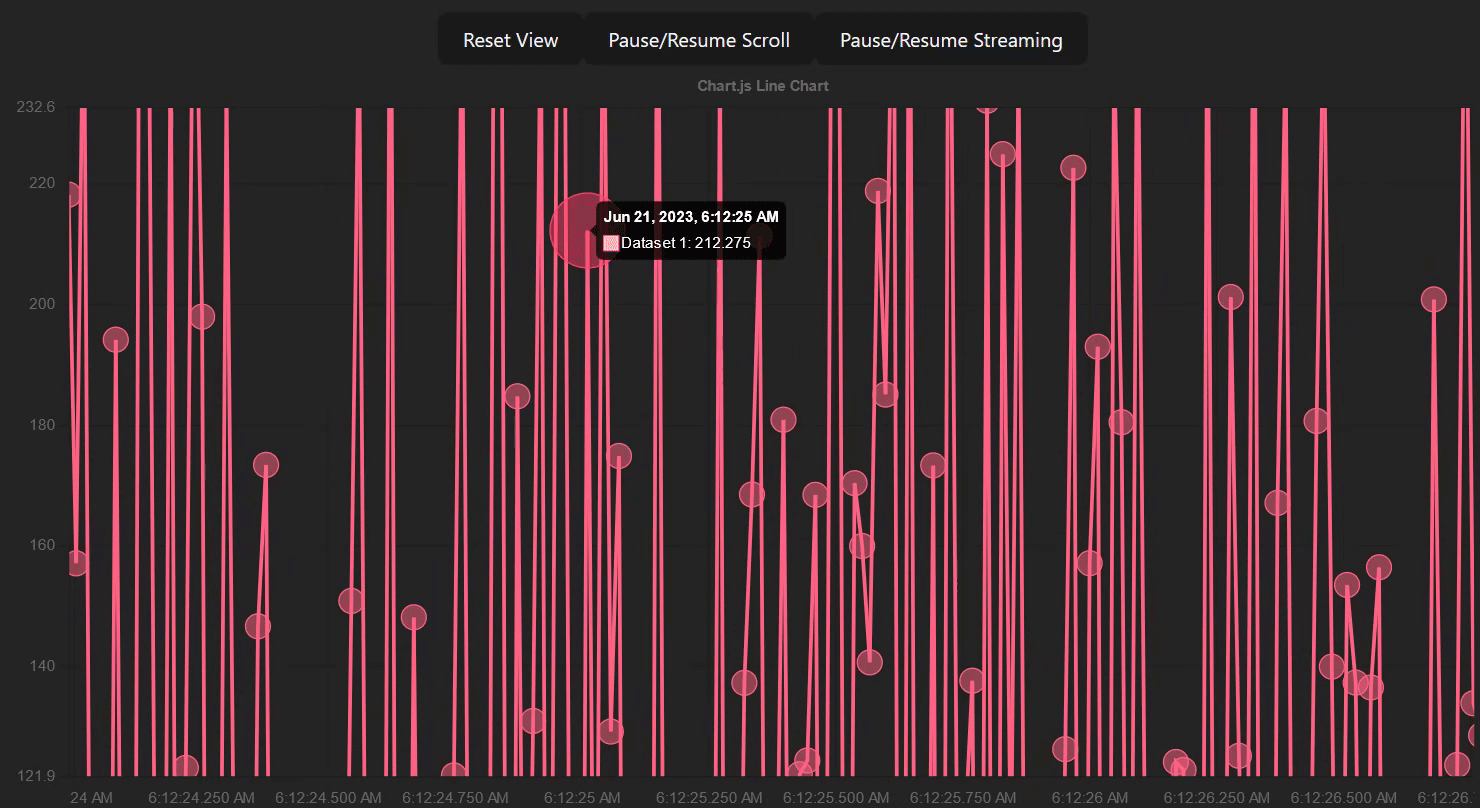 Reset View Pause/Resume Scroll Pause/Resume Streaming
Chart.js Line Chart
232.6
220
Jun 21, 2023, 6:12:25 AM
Dataset 1: 212.275
200
180
160
140
121.9
24 AM 6:12:24.250 AM 6:12:24.500 AM 6:12:24.750 AM 6:12:25 AM 6:12:25.250 AM 6:12:25.500 AM 6:12:25.750 AM 6:12:26 AM 6:12:26.250 AM 6:12:26.500 AM 6:12:26